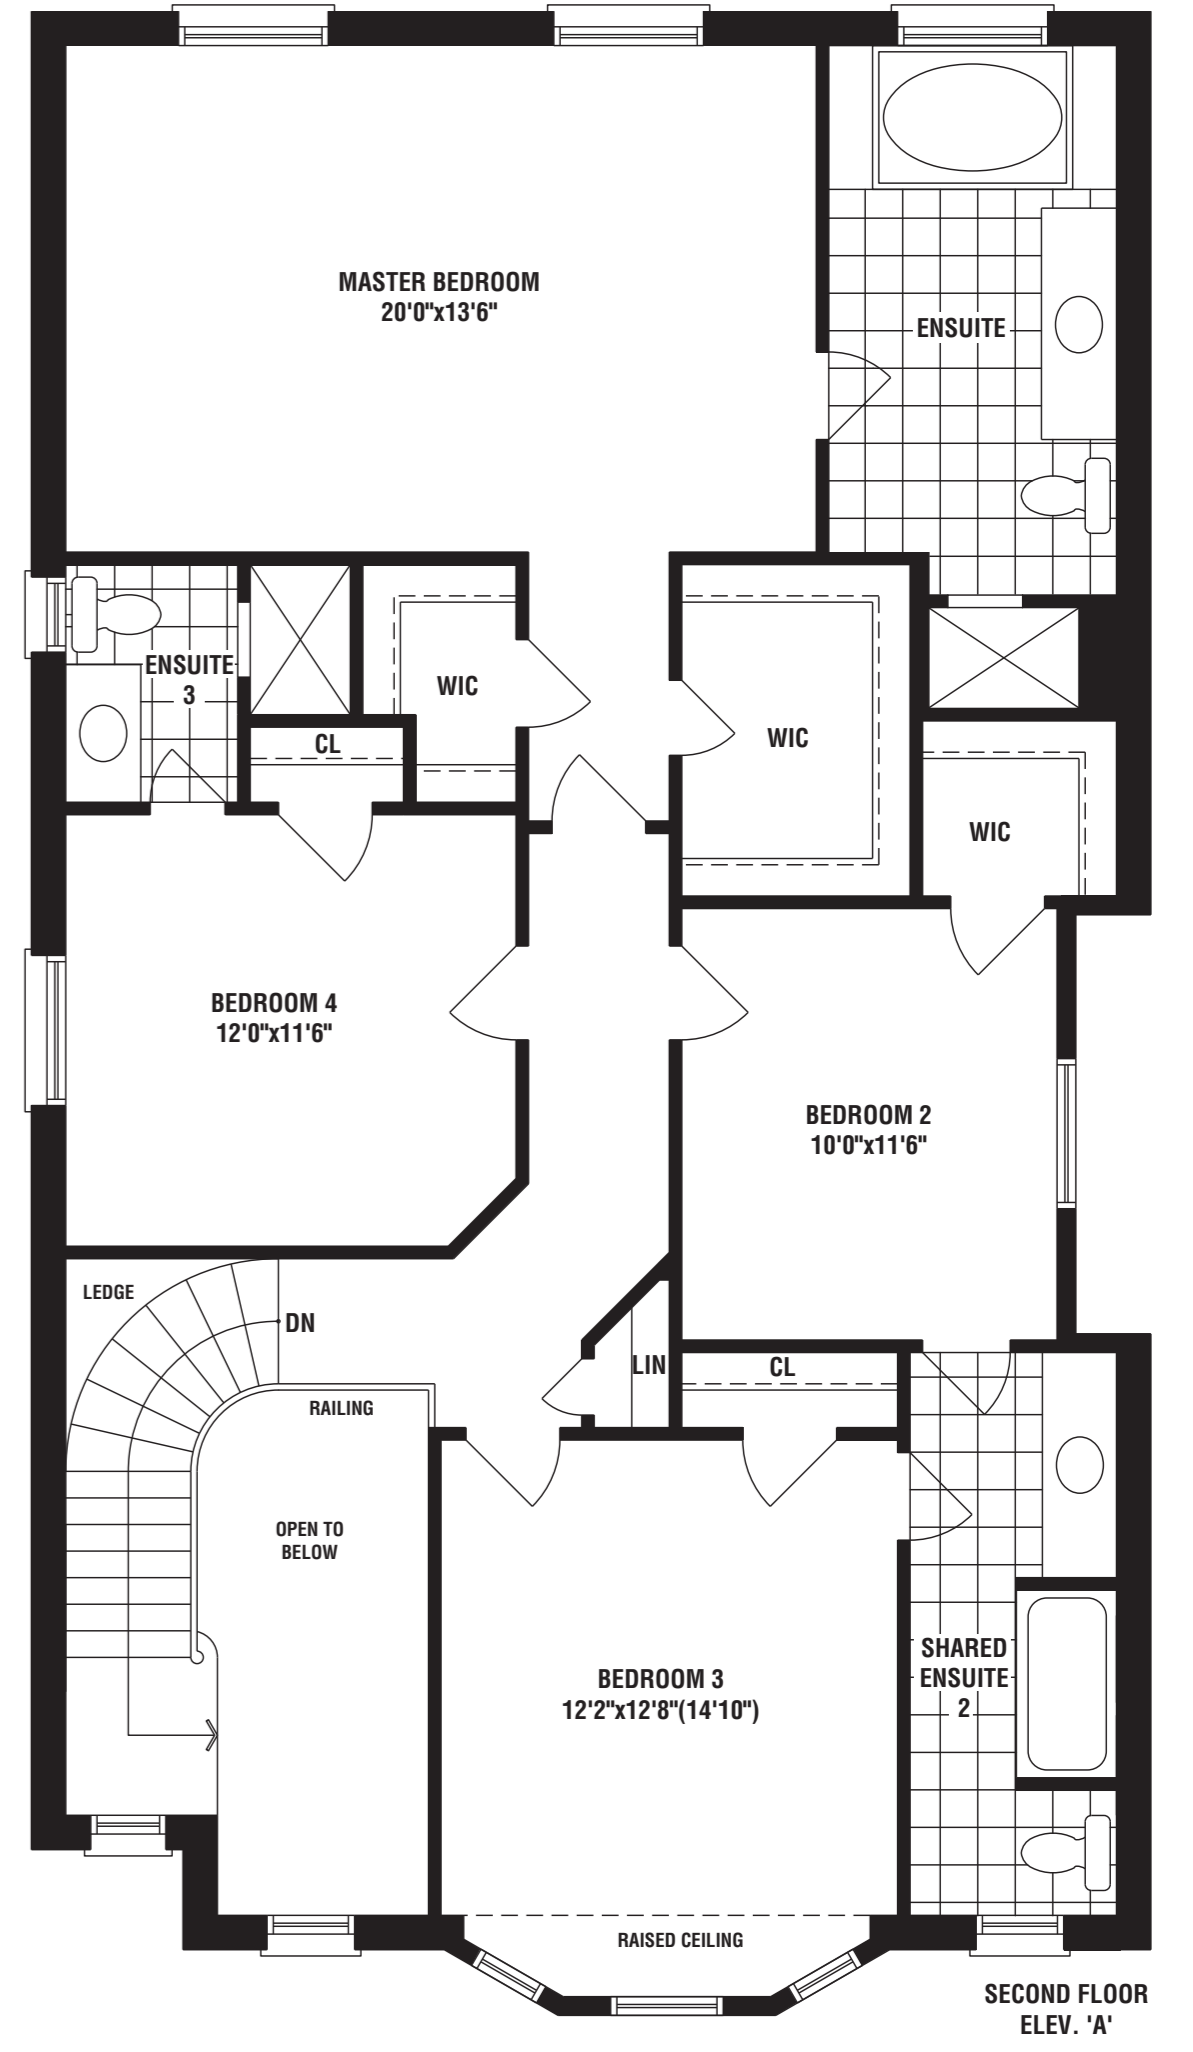 MASTER BEDROOM
20'0"x13'6"
ENSUITE
ENSUITE
3
WIC
CL
WIC
WIC
BEDROOM 4
12'0"x11'6"
BEDROOM 2
10'0"x11'6"
LEDGE
DN
RAILING
LIN
CL
OPEN TO
BELOW
BEDROOM 3
12'2"x12'8"(14'10")
SHARED
ENSUITE
2
RAISED CEILING
SECOND FLOOR
ELEV. 'A'